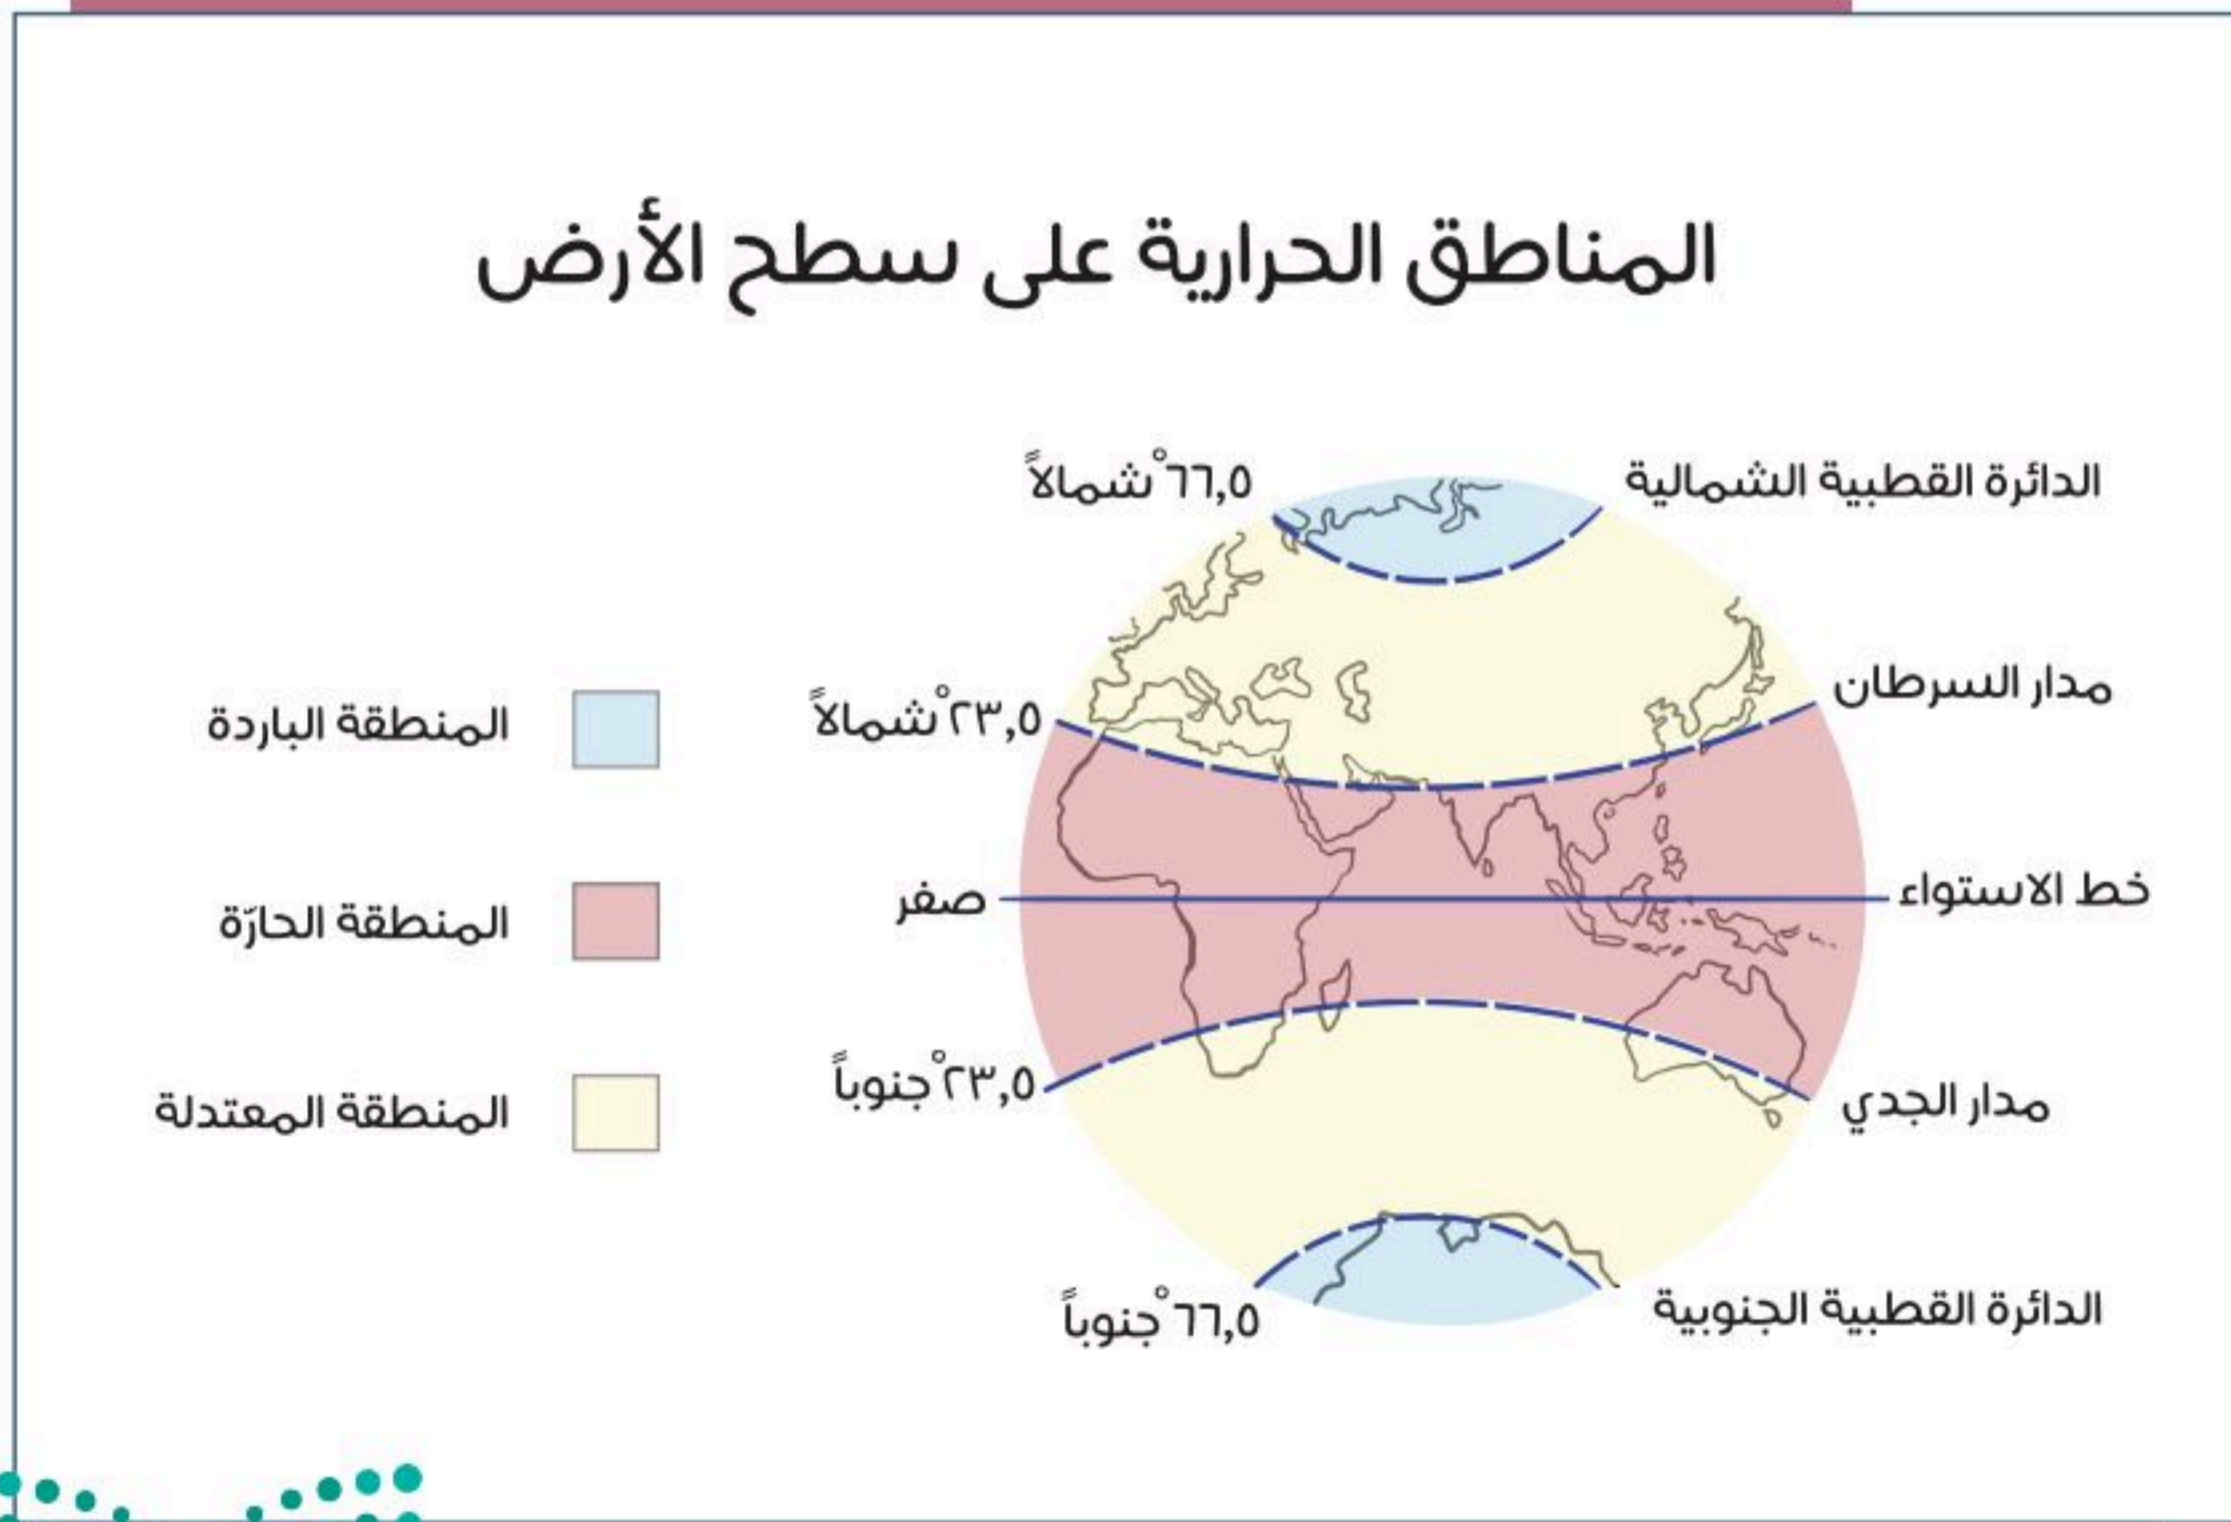 المناطق الحرارية على سطح الأرض
الدائرة القطبية الشمالية
٦٦,٥° شمالاً
مدار السرطان
٢٣,٥° شمالاً
خط الاستواء
صفر
مدار الجدي
٢٣,٥° جنوباً
الدائرة القطبية الجنوبية
٦٦,٥° جنوباً
المنطقة الباردة
المنطقة الحارّة
المنطقة المعتدلة